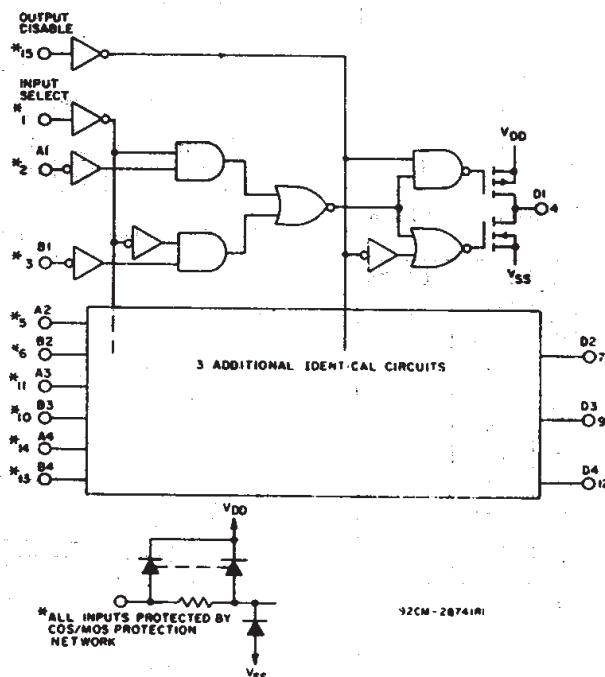 OUTPUT
CISABLE
*15
INPUT
SELECT
*1
A1
*2
B1
*3
VDD
D1
4
VSS
*5 A2
*6 B2
*11 A3
*10 B3
*14 A4
*13 B4
3 ADDITIONAL IDENT-CAL CIRCUITS
D2
7
D3
9
D4
12
VDD
*ALL INPUTS PROTECTED BY
COS/MOS PROTECTION
NETWORK
VSS
92CM-28741R1